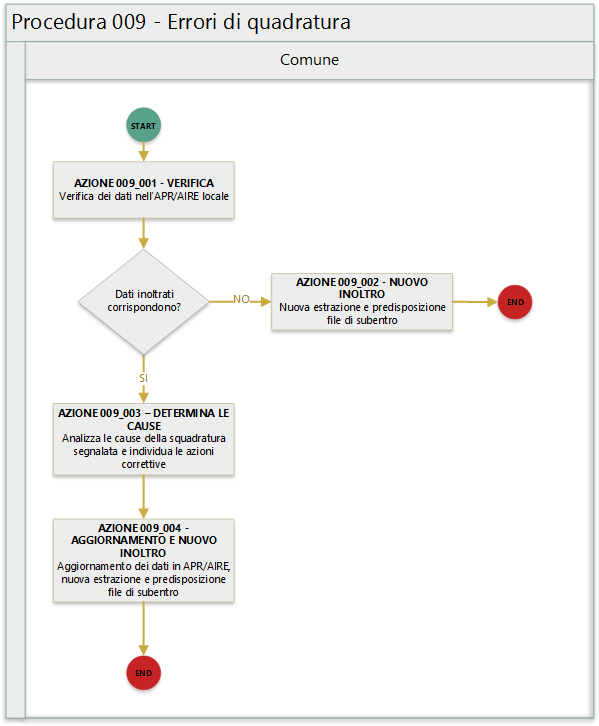 Procedura 009 - Errori di quadratura
Comune
START
AZIONE 009_001 - VERIFICA
Verifica dei dati nell'APR/AIRE locale
Dati inoltrati
corrispondono?
NO
AZIONE 009_002 - NUOVO
INOLTRO
Nuova estrazione e predisposizione
file di subentro
END
SI
AZIONE 009_003 – DETERMINA LE
CAUSE
Analizza le cause della squadratura
segnalata e individua le azioni
correttive
AZIONE 009_004 -
AGGIORNAMENTO E NUOVO
INOLTRO
Aggiornamento dei dati in APR/AIRE,
nuova estrazione e predisposizione
file di subentro
END